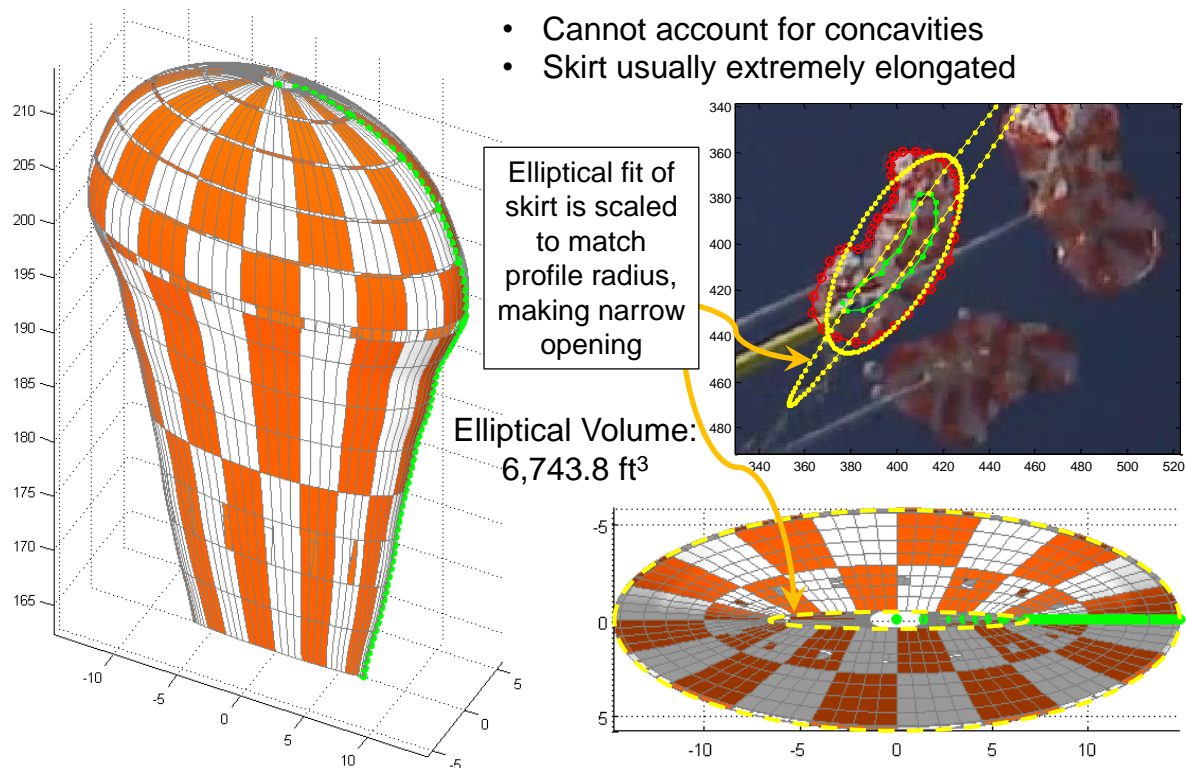 • Cannot account for concavities
• Skirt usually extremely elongated
Elliptical fit of
skirt is scaled
to match
profile radius,
making narrow
opening
Elliptical Volume:
6,743.8 ft³
210
205
200
195
190
185
180
175
170
165
-10
-5
0
5
10
5
0
-5
340
360
380
400
420
440
460
480
340 360 380 400 420 440 460 480 500 520
-5
0
5
-10 -5 0 5 10